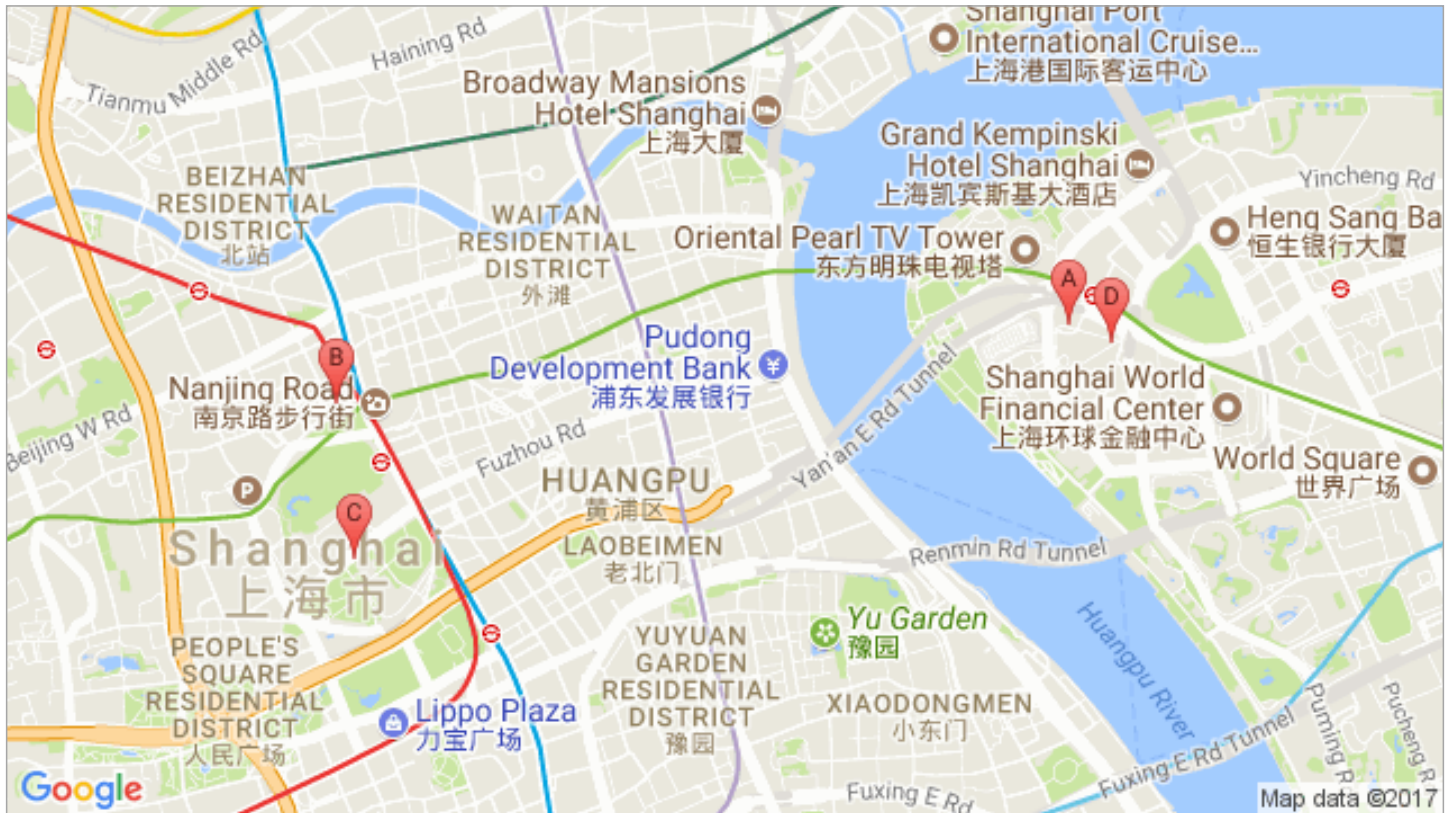 Shanghai Port
International Cruise...
上海港国际客运中心
Haining Rd
Tianmu Middle Rd
Broadway Mansions
Hotel Shanghai
上海大厦
Grand Kempinski
Hotel Shanghai
上海凯宾斯基大酒店
Yincheng Rd
BEIZHAN
RESIDENTIAL
DISTRICT
北站
WAITAN
RESIDENTIAL
DISTRICT
外滩
Oriental Pearl TV Tower
东方明珠电视塔
Heng Sang Ba
恒生银行大厦
A
D
B
Nanjing Road
南京路步行街
Pudong
Development Bank
浦东发展银行
¥
Yan'an E Rd Tunnel
Shanghai World
Financial Center
上海环球金融中心
Beijing W Rd
Fuzhou Rd
World Square
世界广场
HUANGPU
黄浦区
P
C
Shanghai
上海市
LAOBEIMEN
老北门
Renmin Rd Tunnel
Yu Garden
豫园
Huangpu River
PEOPLE'S
SQUARE
RESIDENTIAL
DISTRICT
人民广场
YUYUAN
GARDEN
RESIDENTIAL
DISTRICT
豫园
XIAODONGMEN
小东门
Lippo Plaza
力宝广场
Puming R
Pucheng R
Fuxing E Rd Tunnel
Fuxing E Rd
Google
Map data ©2017